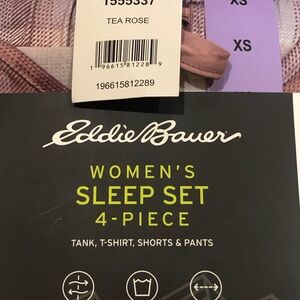 1555337
TEA ROSE
1 96615 81228 9
196615812289
XS
XS
Eddie Bauer
WOMEN'S
SLEEP SET
4-PIECE
TANK, T-SHIRT, SHORTS & PANTS